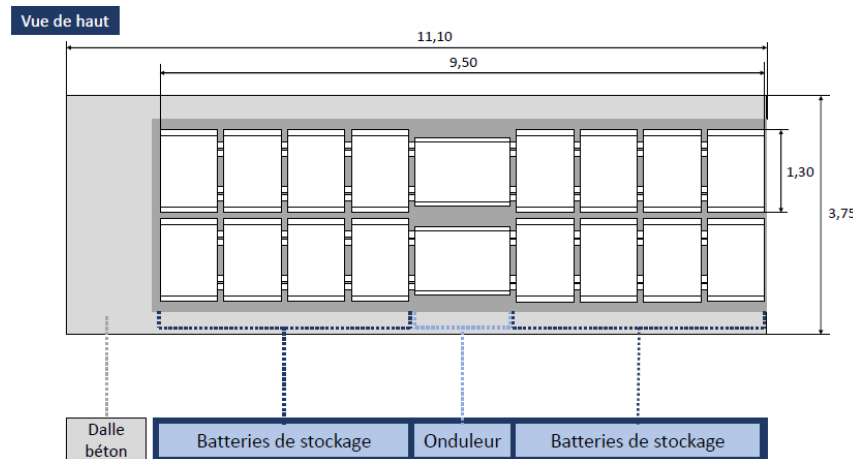 Vue de haut
11,10
9,50
1,30
3,75
Dalle
béton
Batteries de stockage
Onduleur
Batteries de stockage